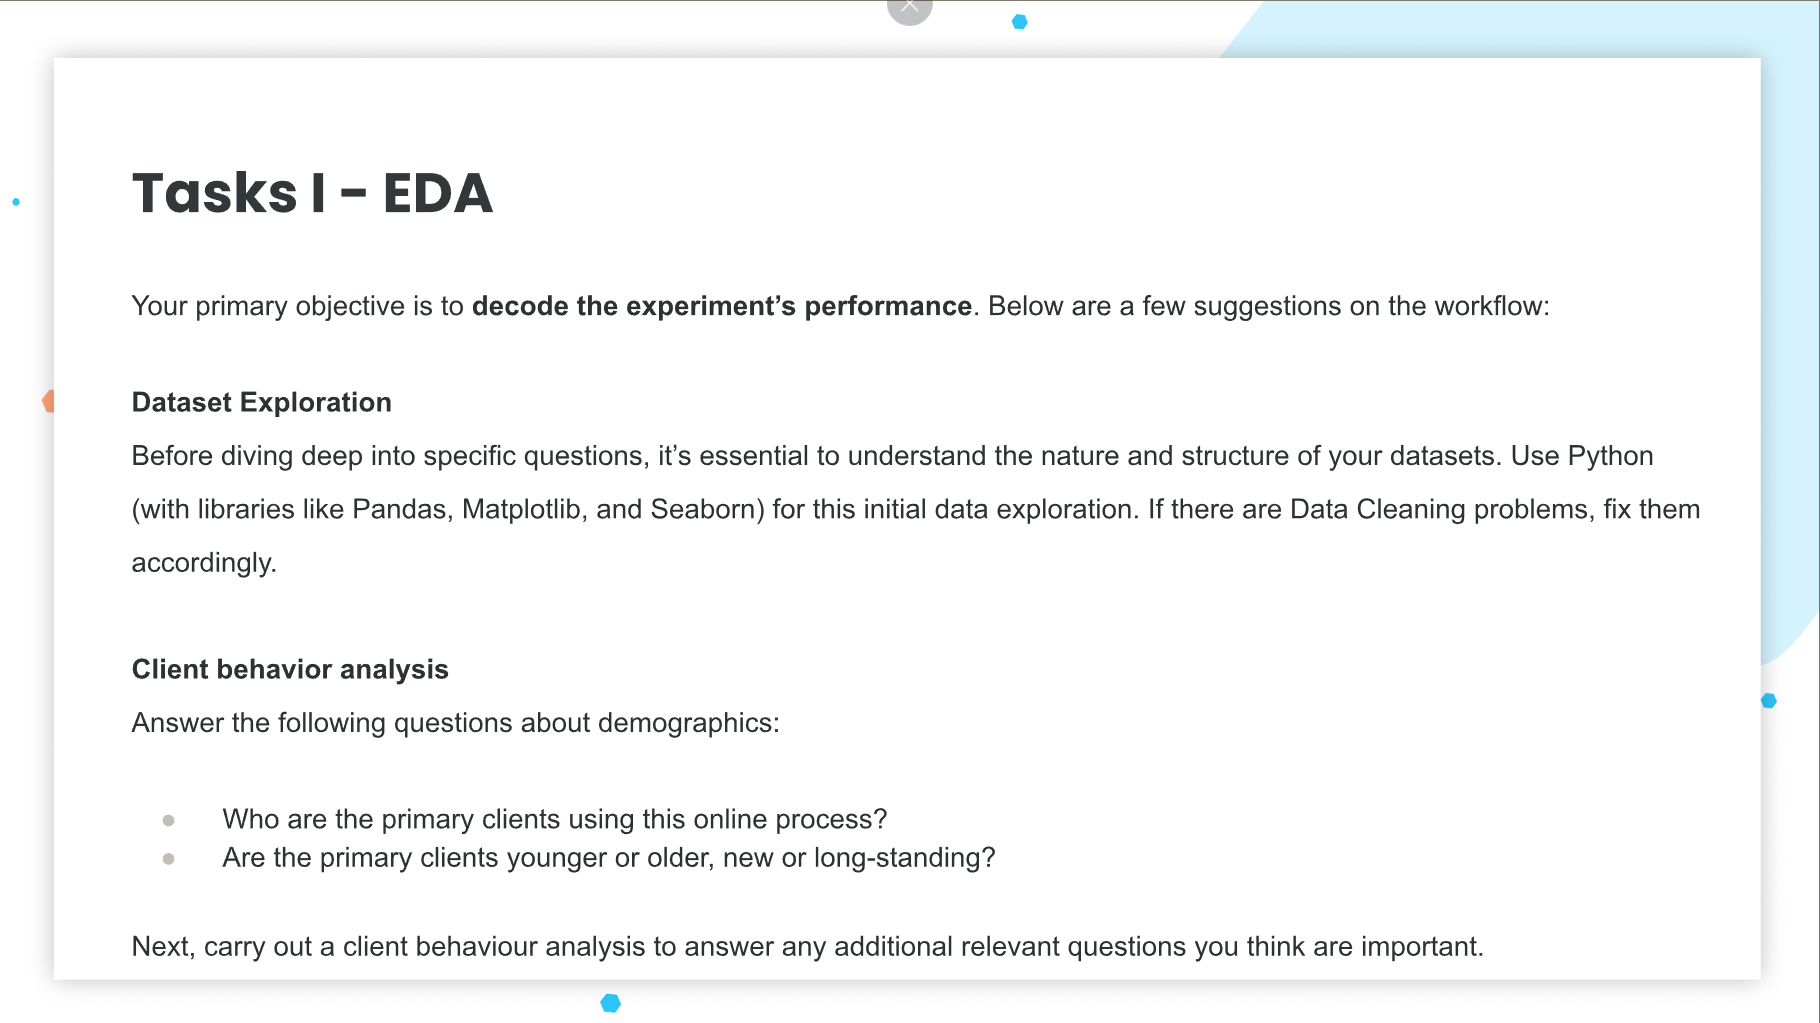 Tasks I - EDA
Your primary objective is to decode the experiment’s performance. Below are a few suggestions on the workflow:
Dataset Exploration
Before diving deep into specific questions, it’s essential to understand the nature and structure of your datasets. Use Python
(with libraries like Pandas, Matplotlib, and Seaborn) for this initial data exploration. If there are Data Cleaning problems, fix them
accordingly.
Client behavior analysis
Answer the following questions about demographics:
● Who are the primary clients using this online process?
● Are the primary clients younger or older, new or long-standing?
Next, carry out a client behaviour analysis to answer any additional relevant questions you think are important.